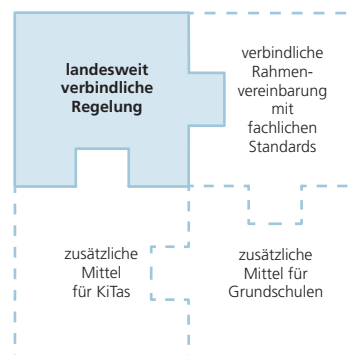 landesweit
verbindliche
Regelung
verbindliche
Rahmen-
vereinbarung
mit
fachlichen
Standards
zusätzliche
Mittel
für KiTas
zusätzliche
Mittel für
Grundschulen